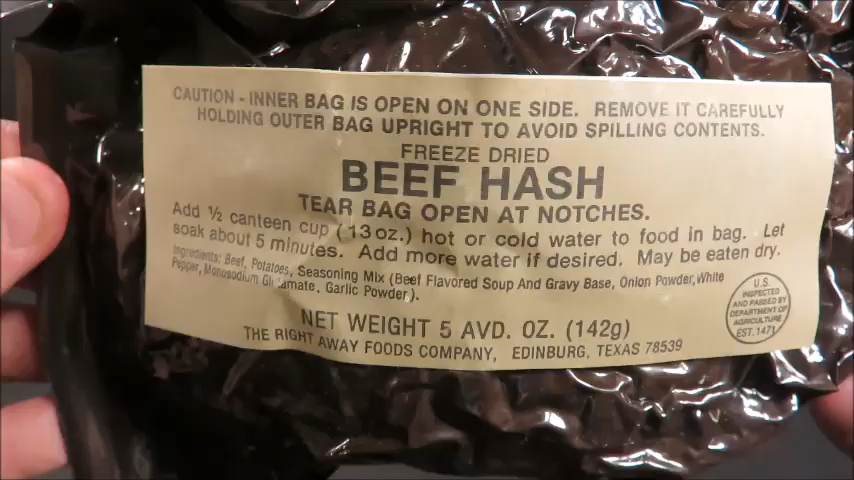 CAUTION - INNER BAG IS OPEN ON ONE SIDE. REMOVE IT CAREFULLY
HOLDING OUTER BAG UPRIGHT TO AVOID SPILLING CONTENTS.
FREEZE DRIED
BEEF HASH
TEAR BAG OPEN AT NOTCHES.
Add ½ canteen cup (13 oz.) hot or cold water to food in bag. Let
soak about 5 minutes. Add more water if desired. May be eaten dry.
Ingredients: Beef, Potatoes, Seasoning Mix (Beef Flavored Soup And Gravy Base, Onion Powder, White
Pepper, Monosodium Glutamate, Garlic Powder).
NET WEIGHT 5 AVD. OZ. (142g)
THE RIGHT AWAY FOODS COMPANY, EDINBURG, TEXAS 78539
U.S.
INSPECTED
AND PASSED BY
DEPARTMENT OF
AGRICULTURE
EST. 1471